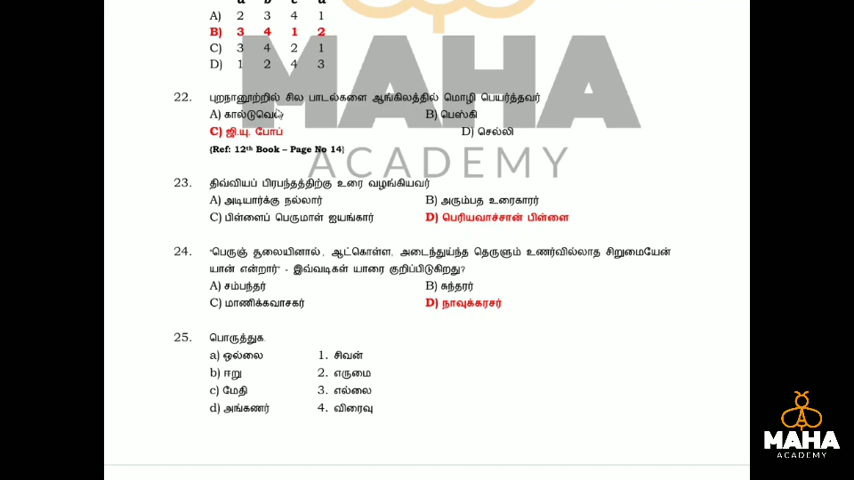 a b c d
A) 2 3 4 1
B) 3 4 1 2
C) 3 4 2 1
D) 1 2 4 3
22. புறநானூற்றில் சில பாடல்களை ஆங்கிலத்தில் மொழி பெயர்த்தவர்
A) கால்டுவெல் B) பெஸ்கி
C) ஜி.யு. போப் D) செல்லி
(Ref: 12th Book – Page No 14)
23. திவ்வியப் பிரபந்தத்திற்கு உரை வழங்கியவர்
A) அடியார்க்கு நல்லார் B) அரும்பத உரைகாரர்
C) பிள்ளைப் பெருமாள் ஐயங்கார் D) பெரியவாச்சான் பிள்ளை
24. "பெருஞ் சூலையினால், ஆட்கொள்ள, அடைந்துய்ந்த தெருளும் உணர்வில்லாத சிறுமையேன்
யான் என்றார்" - இவ்வடிகள் யாரை குறிப்பிடுகிறது?
A) சம்பந்தர் B) சுந்தரர்
C) மாணிக்கவாசகர் D) நாவுக்கரசர்
25. பொருத்துக.
a) ஒல்லை 1. சிவன்
b) ஈறு 2. எருமை
c) மேதி 3. எல்லை
d) அங்கணர் 4. விரைவு
MAHA
ACADEMY
MAHA
ACADEMY